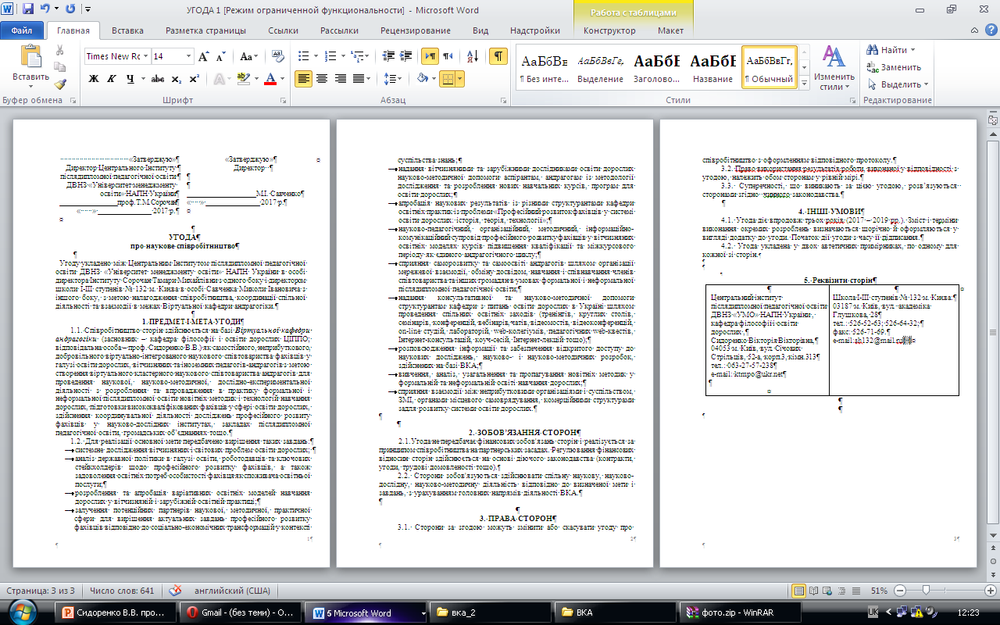 УГОДА 1 [Режим ограниченной функциональности] - Microsoft Word
Работа с таблицами
Файл Главная Вставка Разметка страницы Ссылки Рассылки Рецензирование Вид Надстройки Конструктор Макет
Times New Ro 14
Вставить
Ж К Ч
АаБбВв АаБбВвГг, АаБбВ АаБбВ АаБбВвГг,
¶ Без инте... Выделение Заголово... Название ¶ Обычный
Изменить стили
Найти
Заменить
Выделить
Буфер обмена Шрифт Абзац Стили Редактирование
«Затверджую»¶
Директор Центрального Інституту
післядипломної педагогічної освіти¶
ДВНЗ «Університет менеджменту
освіти» НАПН України¶
проф.Т.М.Сорочан¶
«·····» 2017·р.¶
«Затверджую»¶
Директор ¶
М.І. Савченко¶
«·····» 2017·р.¶
УГОДА¶
про наукове співробітництво¶
Угоду укладено між Центральним Інститутом післядипломної педагогічної
освіти ДВНЗ «Університет менеджменту освіти» НАПН України в особі
директора Інституту Сорочан Тамари Михайлівни з одного боку і директором
школи І-ІІІ ступенів № 132 м. Києва в особі Савченка Миколи Івановича з
іншого боку, з метою налагодження співробітництва, координації спільної
діяльності та взаємодії в межах Віртуальної кафедри андрагогіки.¶
1. ПРЕДМЕТ І МЕТА УГОДИ¶
1.1. Співробітництво сторін здійснюється на базі Віртуальної кафедри
андрагогіки (засновник – кафедра філософії і освіти дорослих ЦІППО;
відповідальна особа – проф. Сидоренко В.В.) як самостійного, неприбуткового,
добровільного віртуально-інтегрованого наукового співтовариства фахівців у
галузі освіти дорослих, вітчизняних та іноземних педагогів-андрагогів з метою
створення віртуального кластерного наукового співтовариства андрагогів для
проведення наукової, науково-методичної, дослідно-експериментальної
діяльності з розроблення та впровадження в практику формальної і
неформальної післядипломної освіти новітніх методик і технологій навчання
дорослих, підготовки висококваліфікованих фахівців у сфері освіти дорослих,
здійснення координувальної діяльності досліджень професійного розвиту
фахівців у науково-дослідних інститутах, закладах післядипломної
педагогічної освіти, громадських об’єднаннях тощо.¶
1.2. Для реалізації основної мети передбачено вирішення таких завдань:¶
системне дослідження вітчизняних і світових проблем освіти дорослих;¶
аналіз державної політики в галузі освіти, роботодавців та ключових
стейкхолдерів щодо професійного розвитку фахівців, а також
задоволення освітніх потреб особистості фахівця як споживача освітньої
послуги;¶
розроблення та апробація варіативних освітніх моделей навчання
дорослих у вітчизняній і зарубіжній освітній практиці;¶
залучення потенційних партнерів наукової, методичної, практичної
сфери для вирішення актуальних завдань професійного розвитку
фахівців відповідно до соціально-економічних трансформацій у контексті
1¶
суспільства знань;¶
надання вітчизняними та зарубіжними дослідниками освіти дорослих
науково-методичної допомоги аспірантам, андрагогам із методології
дослідження та розроблення нових навчальних курсів, програм для
освіти дорослих;¶
апробація наукових результатів із різними структурами кафедри
освітніх практик із проблеми «Професійний розвиток фахівців у системі
освіти дорослих: історія, теорія, технології»;¶
науково-педагогічний, організаційний, методичний, інформаційно-
комунікаційний супровід професійного розвитку фахівців у вітчизняних
освітніх моделях курсів підвищення кваліфікації та міжкурсового
періоду як єдиного андрагогічного циклу;¶
сприяння саморозвитку та самоосвіті андрагогів шляхом організації
мережевої взаємодії, обміну досвідом, навчання і співнавчання членів
співтовариства та інших громадян в умовах формальної і неформальної
післядипломної педагогічної освіти;¶
надання консультативної та науково-методичної допомоги
структурам кафедри з питань освіти дорослих в Україні шляхом
проведення спільних освітніх заходів (тренінгів, круглих столів,
семінарів, конференцій, вебінарів, чатів, відеомостів, відеоконференцій,
on-line студій, лабораторій, web-колегіумів, педагогічних web-квестів,
Інтернет-консультацій, коуч-сесій, Інтернет-лекцій тощо);¶
розповсюдження інформації та забезпечення відкритого доступу до
наукових досліджень, науково- і науково-методичних розробок,
здійснених на базі ВКА;¶
вивчення, аналіз, узагальнення та пропагування новітніх методик у
формальній та неформальній освіті навчання дорослих;¶
сприяння взаємодії між неприбутковими організаціями і суспільством,
ЗМІ, органами місцевого самоврядування, комерційними структурами
задля розвитку системи освіти дорослих.¶
2. ЗОБОВ’ЯЗАННЯ СТОРОН¶
2.1. Угода не передбачає фінансових зобов’язань сторін і реалізується за
принципом співробітництва на партнерських засадах. Регулювання фінансових
відносин сторін здійснюється на основі діючого законодавства (контракти,
угоди, трудові домовленості тощо).¶
2.2. Сторони зобов'язуються здійснювати спільну наукову, науково-
дослідну, науково-методичну діяльність відповідно до визначеної мети і
завдань, з урахуванням головних напрямів діяльності ВКА.¶
3. ПРАВА СТОРОН¶
3.1. Сторони за згодою можуть змінити або скасувати угоду про
2¶
співробітництво з оформленням відповідного протоколу.¶
3.2. Право використання результатів роботи, виконаної у відповідності з
угодою, належить обом сторонам у рівній мірі.¶
3.3. Суперечності, що виникають за цією угодою, розв’язуються
сторонами згідно чинного законодавства.¶
4. ІНШІ УМОВИ¶
4.1. Угода діє впродовж трьох років (2017 – 2019 рр.). Зміст і терміни
виконання окремих розроблень визначаються щорічно й оформляються у
вигляді додатку до угоди. Початок дії угоди з часу її підписання.¶
4.2. Угода укладена у двох автетичних примірниках, по одному для
кожної зі сторін.¶
5. Реквізити сторін¶
Центральний інститут
післядипломної педагогічної освіти
ДВНЗ «УМО» НАПН України,
кафедра філософії і освіти
дорослих,¶
Сидоренко Вікторія Вікторівна,¶
04053 м. Київ, вул. Січових
Стрільців, 52-а, корп.3, кімн.313¶
тел.: 063-27-57-238¶
e-mail: ktmpo@ukr.net¶
Школа І-ІІІ ступенів № 132 м. Києва:¶
03187 м. Київ, вул. академіка
Глушкова, 28¶
тел.: 526-52-63; 526-64-32;¶
факс: 526-71-69.¶
e-mail: sh132@mail.ru
3¶
Страница: 3 из 3 Число слов: 641 английский (США) 51%
Сидоренко В.В. про... Gmail - (без теми) - O... 5 Microsoft Word вка_2 ВКА фото.zip - WinRAR UK 12:23